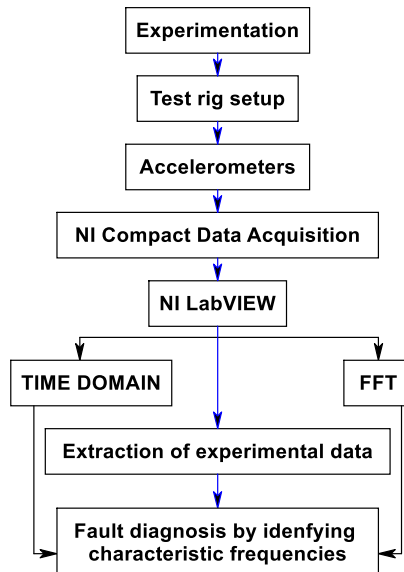 Experimentation
Test rig setup
Accelerometers
NI Compact Data Acquisition
NI LabVIEW
TIME DOMAIN
FFT
Extraction of experimental data
Fault diagnosis by idenfying
characteristic frequencies